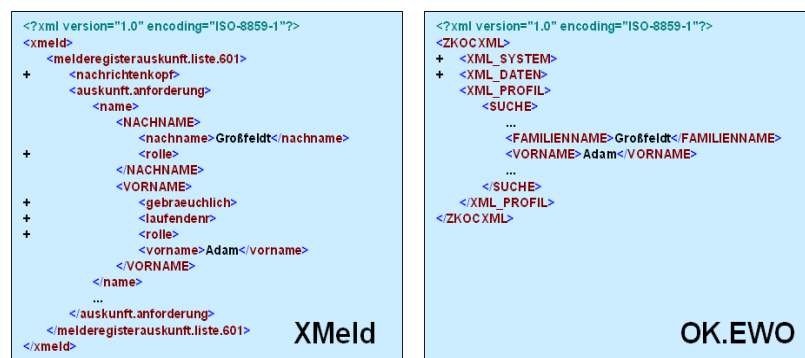 <?xml version="1.0" encoding="ISO-8859-1"?>
<xmeld>
<melderegisterauskunft.liste.601>
+ <nachrichtenkopf>
<auskunft.anforderung>
<name>
<NACHNAME>
<nachname>Großfeldt</nachname>
+ <rolle>
</NACHNAME>
<VORNAME>
+ <gebraeuchlich>
+ <laufendenr>
+ <rolle>
<vorname>Adam</vorname>
</VORNAME>
</name>
...
</auskunft.anforderung>
</melderegisterauskunft.liste.601>
</xmeld>
XMeld
<?xml version="1.0" encoding="ISO-8859-1"?>
<ZKOCXML>
+ <XML_SYSTEM>
+ <XML_DATEN>
<XML_PROFIL>
<SUCHE>
...
<FAMILIENNAME>Großfeldt</FAMILIENNAME>
<VORNAME>Adam</VORNAME>
...
</SUCHE>
</XML_PROFIL>
</ZKOCXML>
OK.EWO